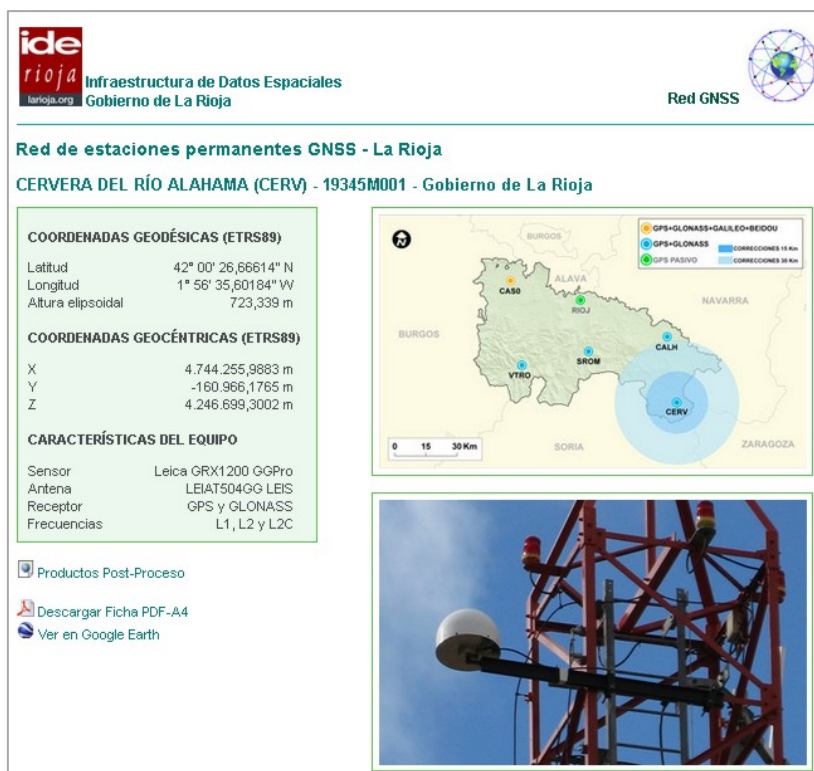 ide
rioja
larioja.org
Infraestructura de Datos Espaciales
Gobierno de La Rioja
Red GNSS
Red de estaciones permanentes GNSS - La Rioja
CERVERA DEL RÍO ALAHAMA (CERV) - 19345M001 - Gobierno de La Rioja
COORDENADAS GEODÉSICAS (ETRS89)
Latitud 42° 00' 26,66614" N
Longitud 1° 56' 35,60184" W
Altura elipsoidal 723,339 m
COORDENADAS GEOCÉNTRICAS (ETRS89)
X 4.744.255,9883 m
Y -160.966,1765 m
Z 4.246.699,3002 m
CARACTERÍSTICAS DEL EQUIPO
Sensor Leica GRX1200 GGPro
Antena LEIAT504GG LEIS
Receptor GPS y GLONASS
Frecuencias L1, L2 y L2C
Productos Post-Proceso
Descargar Ficha PDF-A4
Ver en Google Earth
N
GPS+GLONASS+GALILEO+BEIDOU
GPS+GLONASS
CORRECCIONES 15 Km
GPS PASIVO
CORRECCIONES 30 Km
BURGOS
ALAVA
NAVARRA
CAS0
RIOJ
BURGOS
CALH
SROM
VTRO
CERV
0 15 30 Km
SORIA
ZARAGOZA